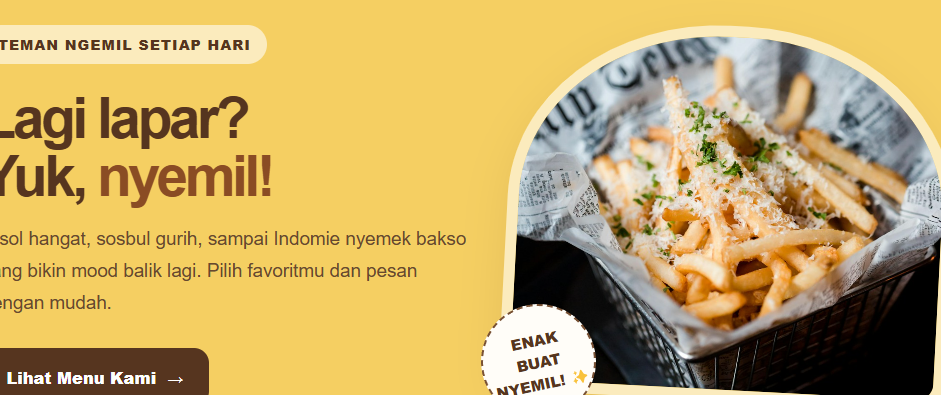 TEMAN NGEMIL SETIAP HARI
Lagi lapar?
Yuk, nyemil!
sol hangat, sosbul gurih, sampai Indomie nyemek bakso
ang bikin mood balik lagi. Pilih favoritmu dan pesan
engan mudah.
Lihat Menu Kami →
ENAK
BUAT
NYEMIL! ✨